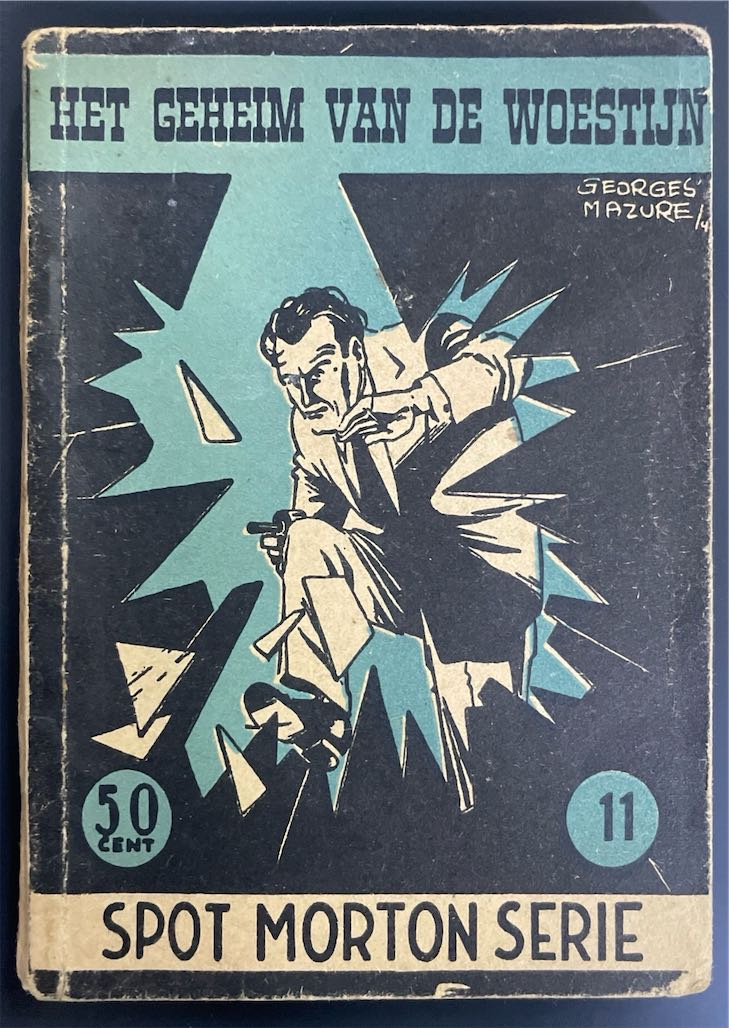 HET GEHEIM VAN DE WOESTIJN
GEORGES
MAZURE
50
CENT
11
SPOT MORTON SERIE